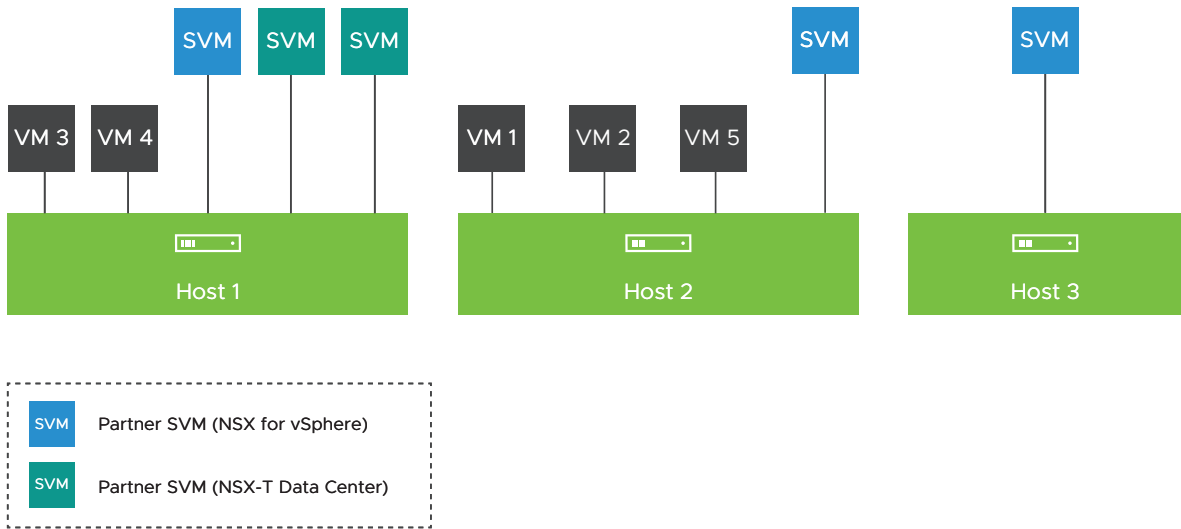 SVM SVM SVM SVM SVM
VM 3 VM 4 VM 1 VM 2 VM 5
Host 1 Host 2 Host 3
SVM Partner SVM (NSX for vSphere)
SVM Partner SVM (NSX-T Data Center)